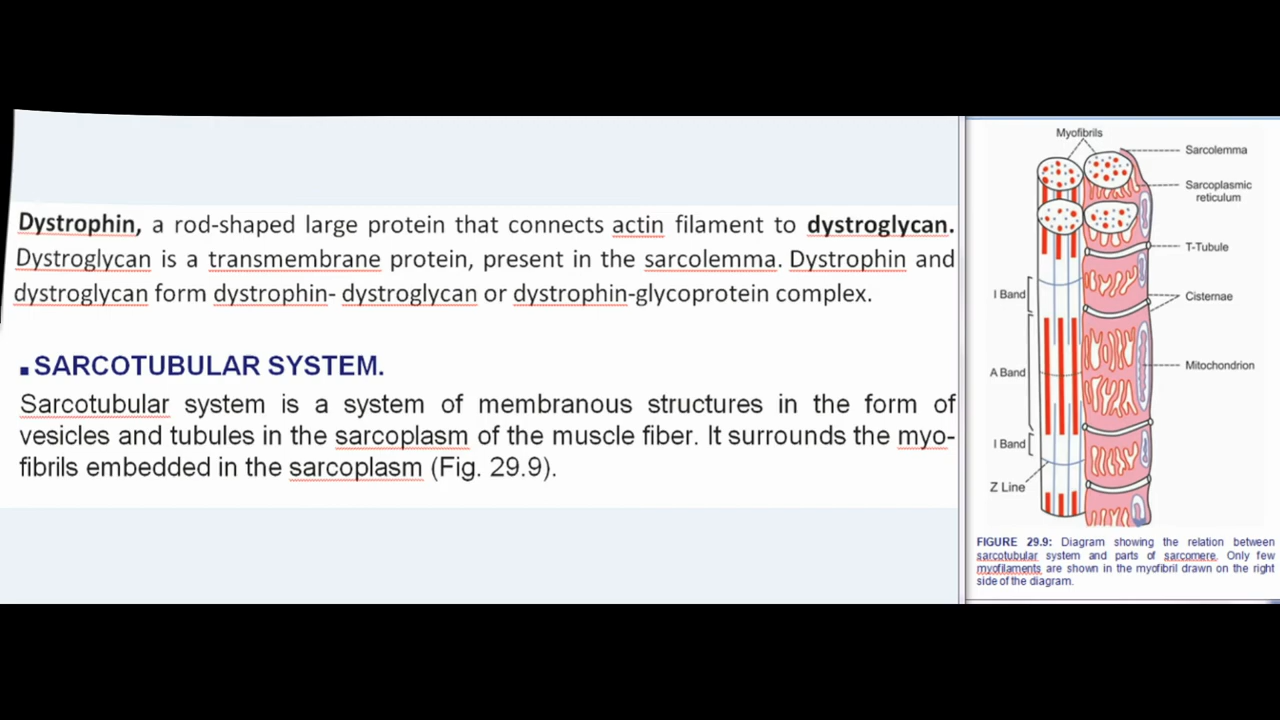 Dystrophin, a rod-shaped large protein that connects actin filament to dystroglycan.
Dystroglycan is a transmembrane protein, present in the sarcolemma. Dystrophin and
dystroglycan form dystrophin- dystroglycan or dystrophin-glycoprotein complex.
▪ SARCOTUBULAR SYSTEM.
Sarcotubular system is a system of membranous structures in the form of
vesicles and tubules in the sarcoplasm of the muscle fiber. It surrounds the myo-
fibrils embedded in the sarcoplasm (Fig. 29.9).
Myofibrils
Sarcolemma
Sarcoplasmic
reticulum
T-Tubule
I Band
Cisternae
A Band
Mitochondrion
I Band
Z Line
FIGURE 29.9: Diagram showing the relation between
sarcotubular system and parts of sarcomere. Only few
myofilaments are shown in the myofibril drawn on the right
side of the diagram.